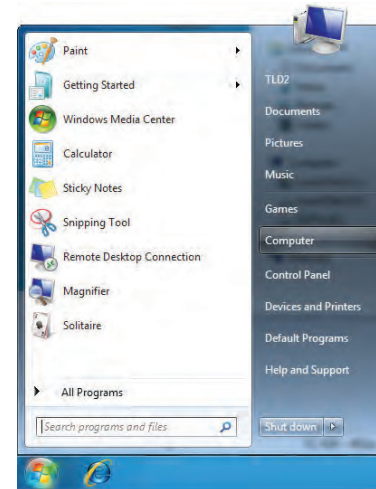 Paint
Getting Started
Windows Media Center
Calculator
Sticky Notes
Snipping Tool
Remote Desktop Connection
Magnifier
Solitaire
All Programs
Search programs and files
TLD2
Documents
Pictures
Music
Games
Computer
Control Panel
Devices and Printers
Default Programs
Help and Support
Shut down